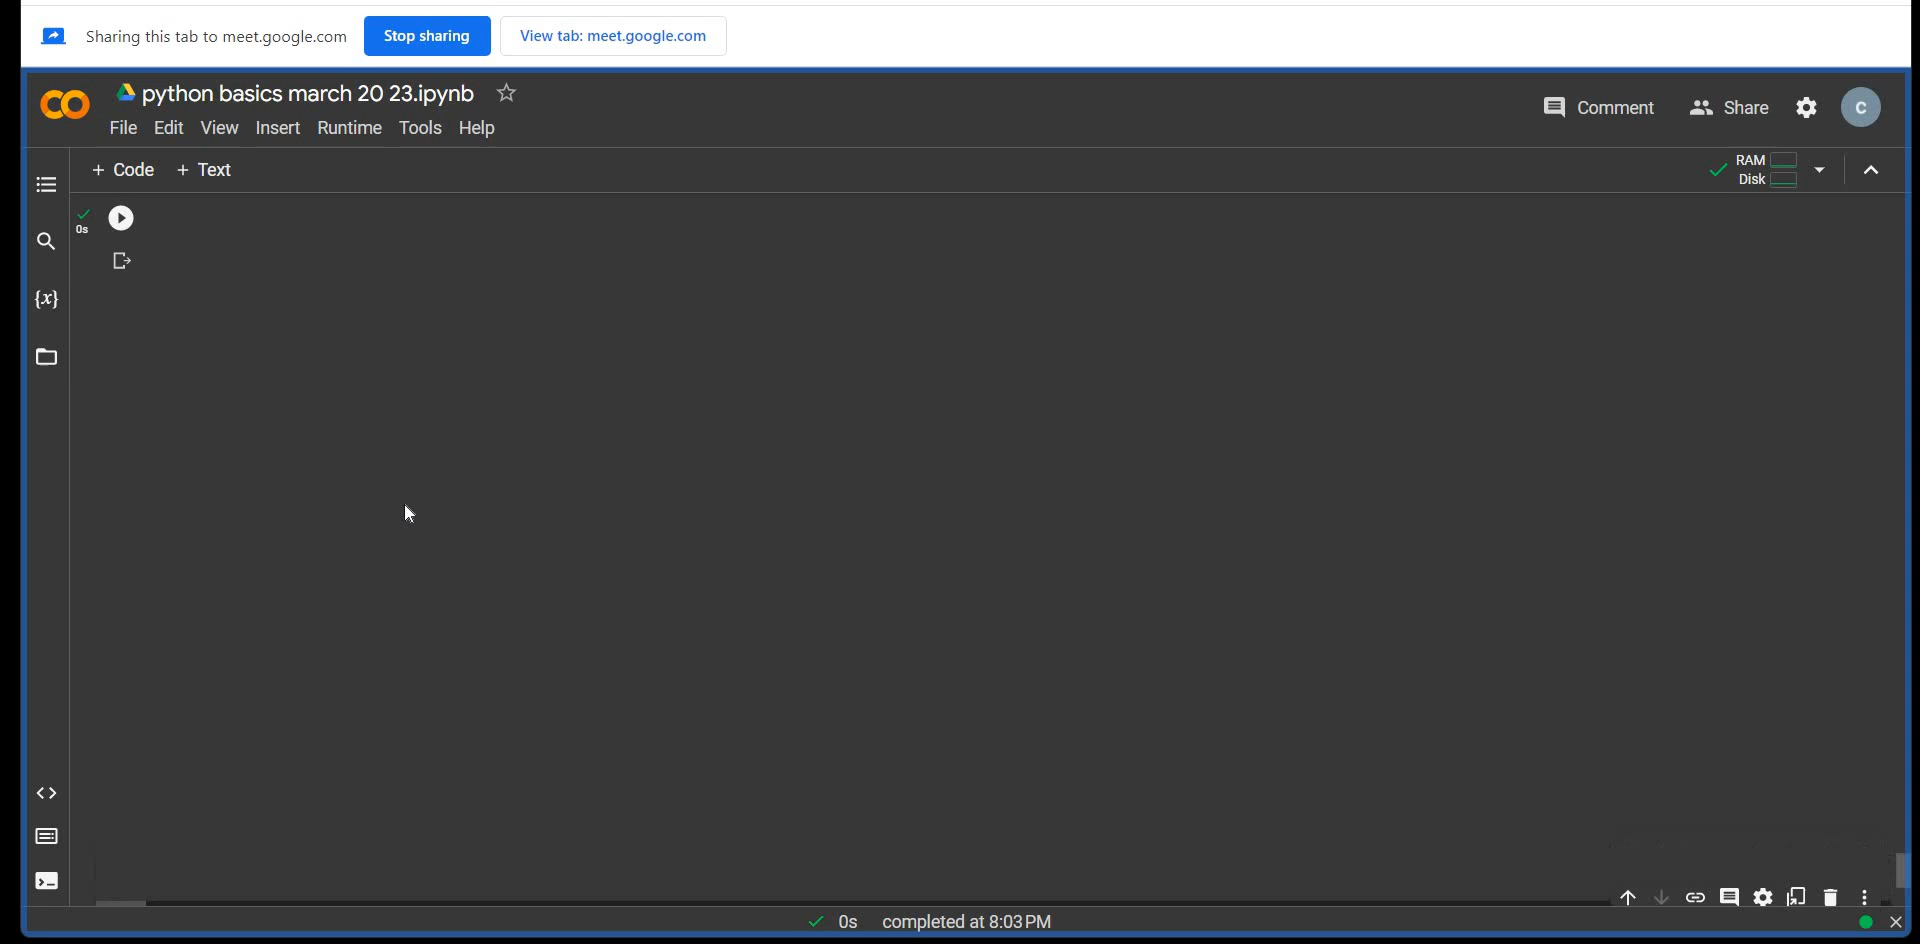 Sharing this tab to meet.google.com Stop sharing View tab: meet.google.com
python basics march 20 23.ipynb
File Edit View Insert Runtime Tools Help
Comment Share C
+ Code + Text
RAM
Disk
0s
{x}
0s completed at 8:03 PM